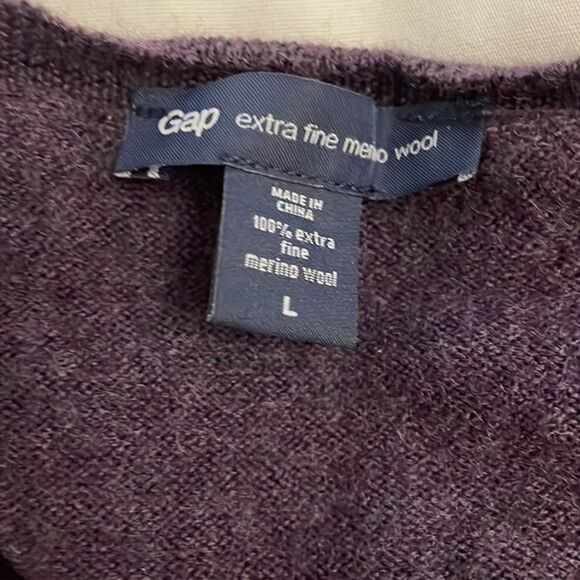 Gap extra fine merino wool
MADE IN
CHINA
100% extra
fine
merino wool
L